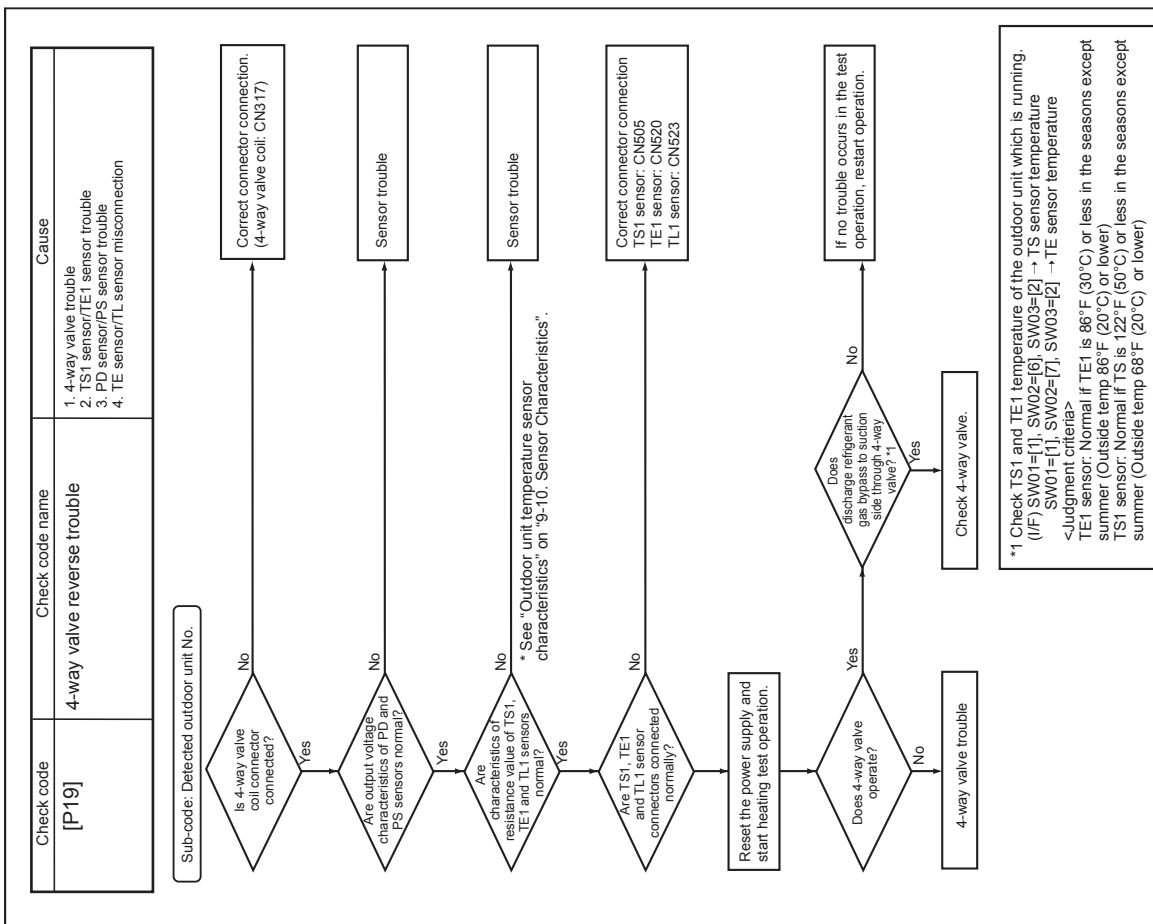 Check code
Check code name
Cause
[P19]
4-way valve reverse trouble
1. 4-way valve trouble
2. TS1 sensor/TE1 sensor trouble
3. PD sensor/PS sensor trouble
4. TE sensor/TL sensor misconnection
Sub-code: Detected outdoor unit No.
Is 4-way valve
coil connector
connected?
No
Correct connector connection.
(4-way valve coil: CN317)
Yes
Are output voltage
characteristics of PD and
PS sensors normal?
No
Sensor trouble
Yes
Are
characteristics of
resistance value of TS1,
TE1 and TL1 sensors
normal?
No
Sensor trouble
* See “Outdoor unit temperature sensor
characteristics” on “9-10. Sensor Characteristics”.
Yes
Are TS1, TE1
and TL1 sensor
connectors connected
normally?
No
Correct connector connection
TS1 sensor: CN505
TE1 sensor: CN520
TL1 sensor: CN523
Reset the power supply and
start heating test operation.
Does 4-way valve
operate?
Yes
Does
discharge refrigerant
gas bypass to suction
side through 4-way
valve? *1
No
If no trouble occurs in the test
operation, restart operation.
No
4-way valve trouble
Yes
Check 4-way valve.
*1 Check TS1 and TE1 temperature of the outdoor unit which is running.
(I/F) SW01=[1], SW02=[6], SW03=[2] → TS sensor temperature
SW01=[1], SW02=[7], SW03=[2] →TE sensor temperature
<Judgment criteria>
TE1 sensor: Normal if TE1 is 86°F (30°C) or less in the seasons except
summer (Outside temp 86°F (20°C) or lower)
TS1 sensor: Normal if TS is 122°F (50°C) or less in the seasons except
summer (Outside temp 68°F (20°C) or lower)